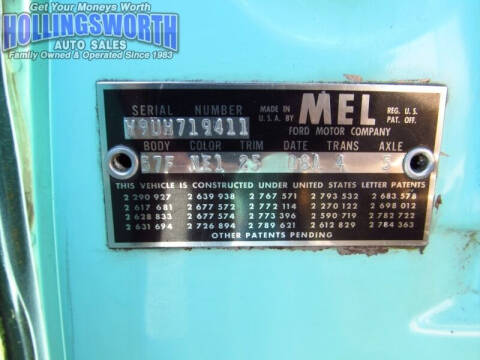 Get Your Moneys Worth
HOLLINGSWORTH
AUTO SALES
Family Owned & Operated Since 1983
SERIAL NUMBER
W9UH719411
MADE IN U.S.A. BY
MEL
REG. U.S. PAT. OFF.
FORD MOTOR COMPANY
BODY COLOR TRIM DATE TRANS AXLE
57F 25 4 5
THIS VEHICLE IS CONSTRUCTED UNDER UNITED STATES LETTER PATENTS
2 290 927 2 639 938 2 767 571 2 793 532 2 683 578
2 617 681 2 677 572 2 772 114 2 270 122 2 698 012
2 628 833 2 677 574 2 773 396 2 590 719 2 782 722
2 631 694 2 726 894 2 789 621 2 612 829 2 784 363
OTHER PATENTS PENDING